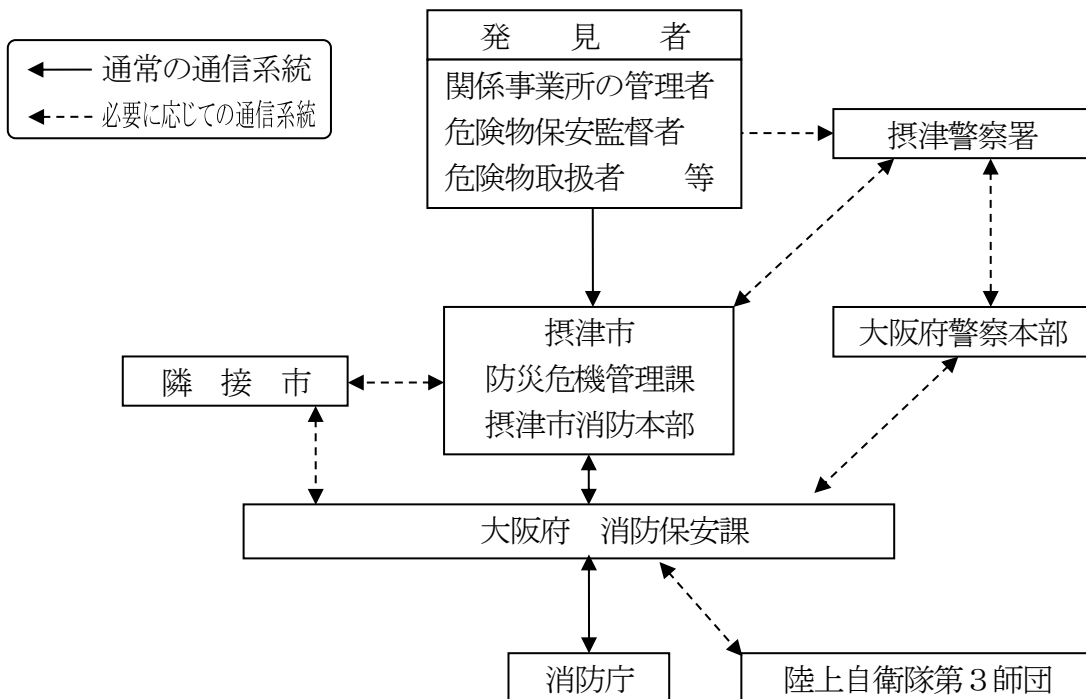 発　見　者
通常の通信系統
必要に応じての通信系統
関係事業所の管理者
危険物保安監督者
危険物取扱者　　等
摂津警察署
摂津市
防災危機管理課
摂津市消防本部
大阪府警察本部
隣　接　市
大阪府　消防保安課
消防庁
陸上自衛隊第３師団